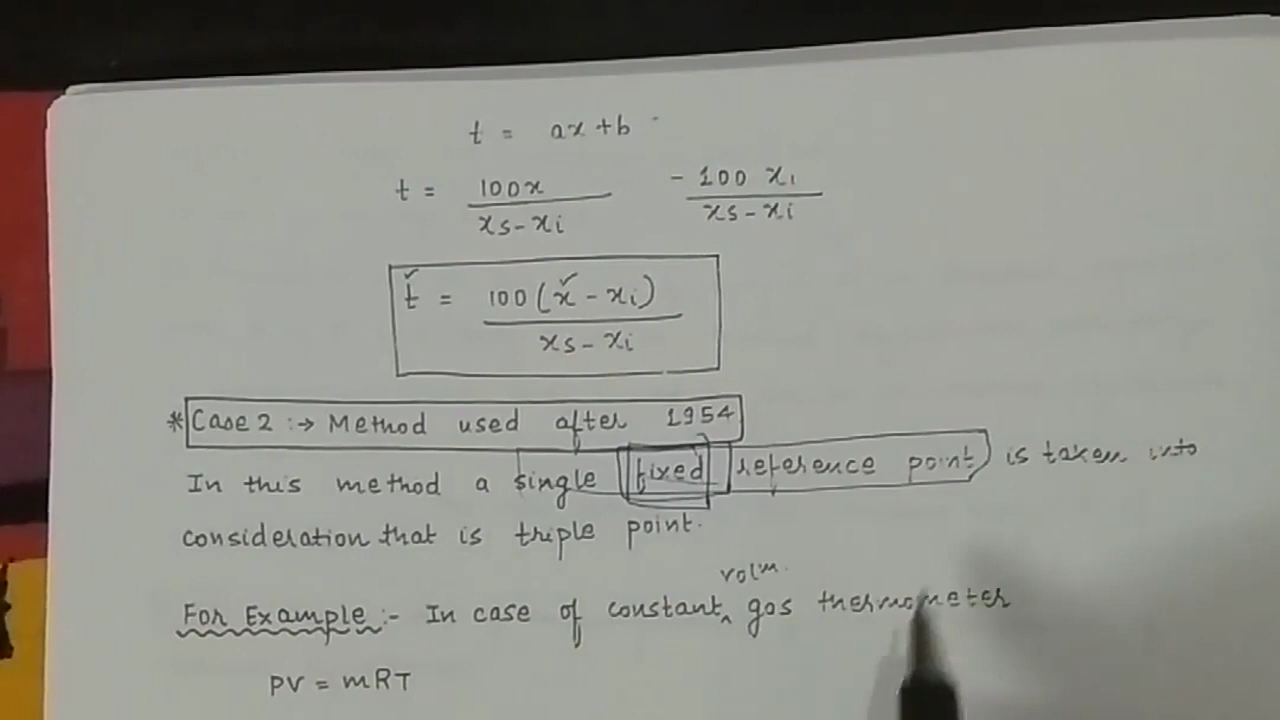 t = ax + b
t = 100x / xs - xi - 100 xi / xs - xi
t = 100(x - xi) / xs - xi
* Case 2 :→ Method used after 1954
In this method a single fixed reference point is taken into
consideration that is triple point.
volm.
For Example :- In case of constant ‸ gas thermometer
PV = mRT